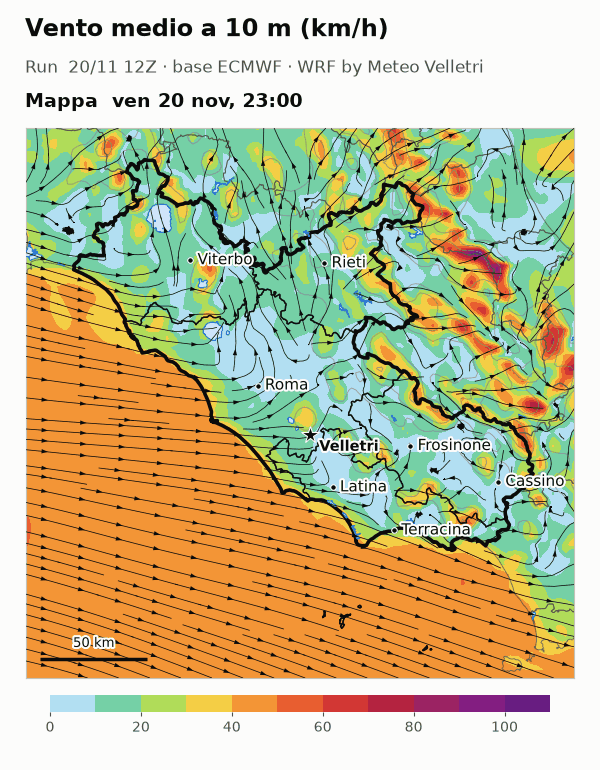 Vento medio a 10 m (km/h)
Run  20/11 12Z · base ECMWF · WRF by Meteo Velletri
Mappa  ven 20 nov, 23:00
Viterbo
Rieti
Roma
Velletri
Frosinone
Cassino
Latina
Terracina
50 km
0 20 40 60 80 100